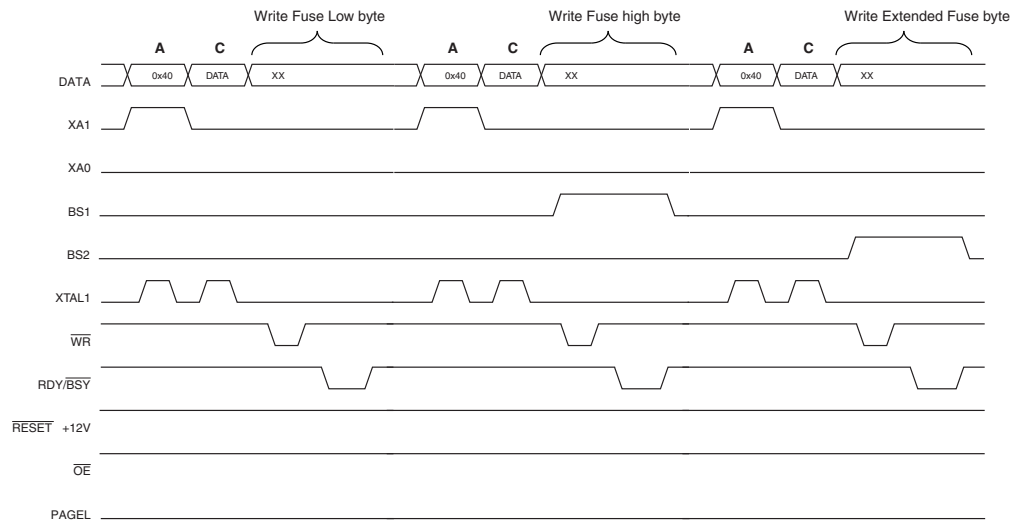 Write Fuse Low byte Write Fuse high byte Write Extended Fuse byte
A C A C A C
DATA 0x40 DATA XX 0x40 DATA XX 0x40 DATA XX
XA1
XA0
BS1
BS2
XTAL1
WR
RDY/BSY
RESET +12V
OE
PAGEL